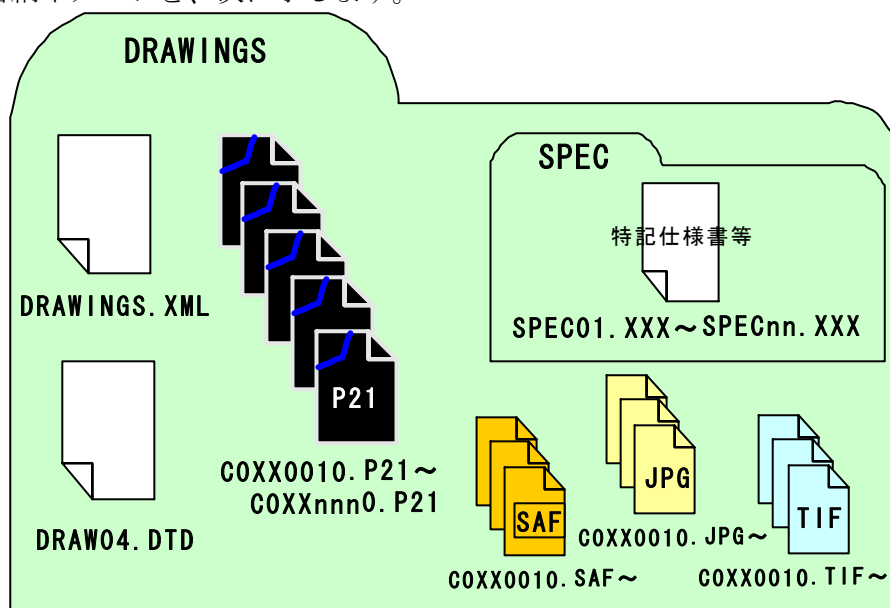 DRAWINGS
SPEC
特記仕様書等
DRAWINGS.XML
SPEC01.XXX～SPECnn.XXX
P21
C0XX0010.P21～
C0XXnnn0.P21
DRAW04.DTD
SAF
JPG
TIF
C0XX0010.SAF～
C0XX0010.JPG～
C0XX0010.TIF～